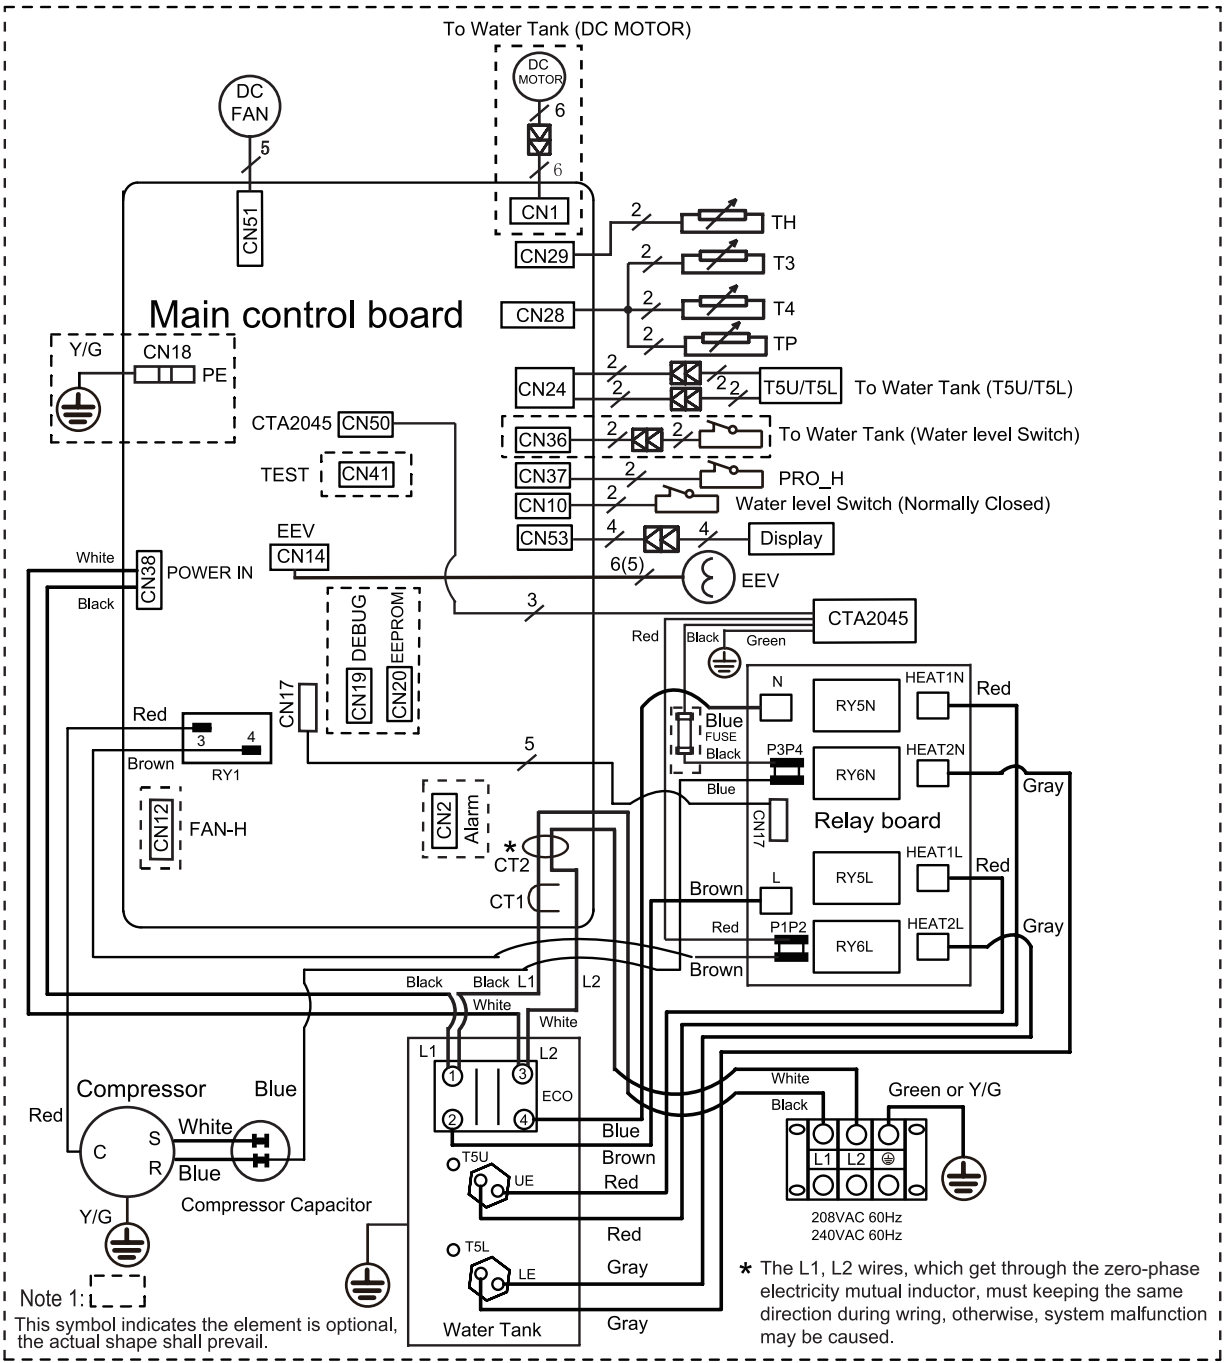 To Water Tank (DC MOTOR)
DC
MOTOR
6
6
DC
FAN
5
CN51
CN1
CN29
2
TH
2
T3
CN28
2
T4
2
TP
Main control board
Y/G
CN18
PE
CN24
2
2
2
2
T5U/T5L
To Water Tank (T5U/T5L)
CTA2045
CN50
CN36
2
2
To Water Tank (Water level Switch)
TEST
CN41
CN37
2
PRO_H
CN10
2
Water level Switch (Normally Closed)
EEV
CN14
CN53
4
4
Display
6(5)
EEV
White
Black
CN38
POWER IN
3
CTA2045
Red
Black
Green
CN19
DEBUG
CN20
EEPROM
CN17
Red
3
4
Brown
RY1
5
Blue
FUSE
Black
Blue
N
RY5N
HEAT1N
Red
P3P4
RY6N
HEAT2N
Gray
CN17
Relay board
CN12
FAN-H
CN2
Alarm
*
CT2
CT1
Brown
L
RY5L
HEAT1L
Red
Red
P1P2
RY6L
HEAT2L
Gray
Brown
Black
Black
L1
L2
White
White
L1
L2
1
3
ECO
2
4
Blue
Brown
White
Black
Green or Y/G
L1
L2
208VAC 60Hz
240VAC 60Hz
Compressor
Blue
Red
C
S
R
White
Blue
Compressor Capacitor
Y/G
T5U
UE
Red
Red
T5L
LE
Gray
Gray
Water Tank
Note 1:
This symbol indicates the element is optional,
the actual shape shall prevail.
* The L1, L2 wires, which get through the zero-phase
electricity mutual inductor, must keeping the same
direction during wring, otherwise, system malfunction
may be caused.